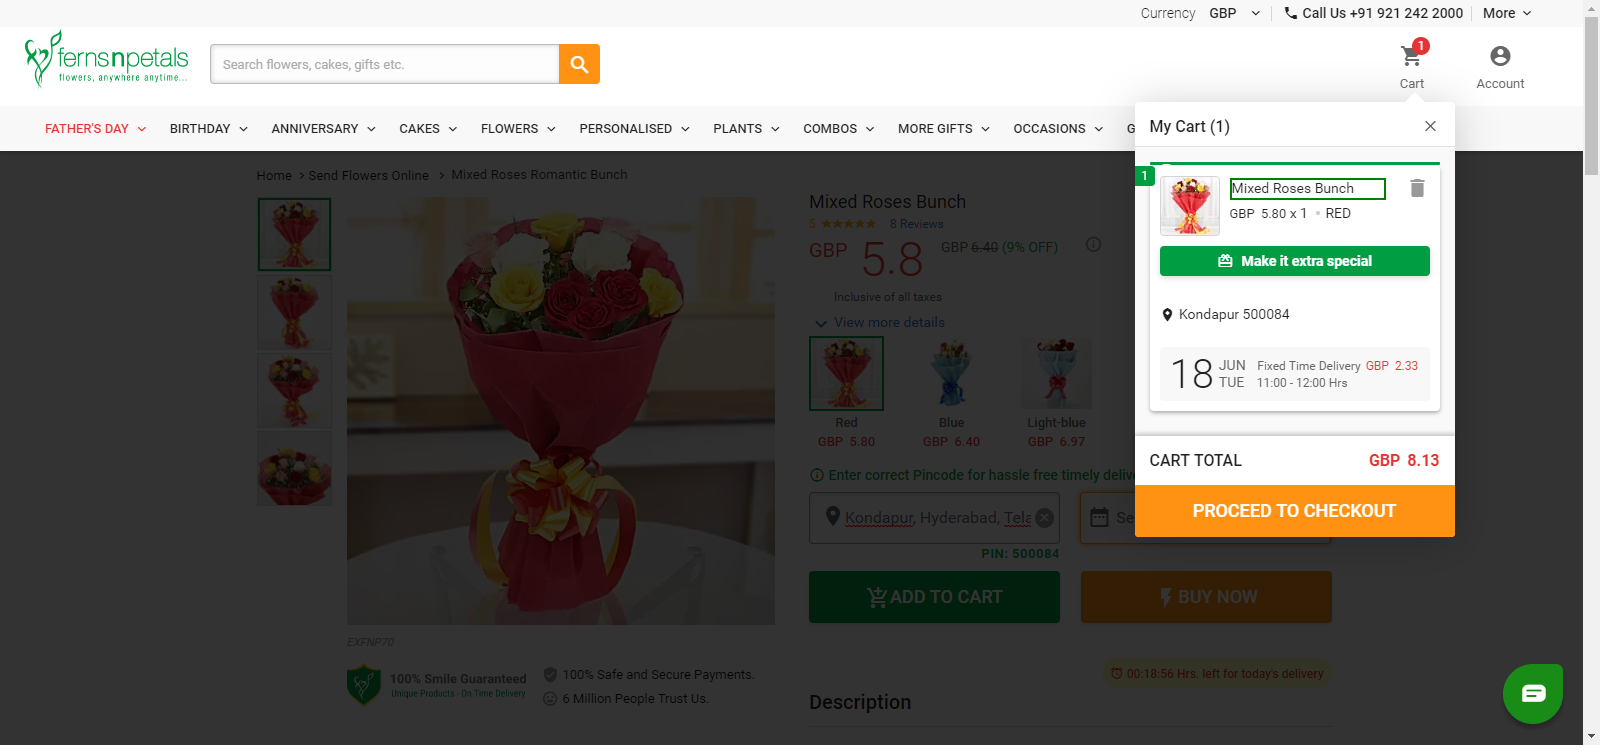 Currency GBP Call Us +91 921 242 2000 More
fernsnpetals
flowers, anywhere anytime...
Search flowers, cakes, gifts etc.
1
Cart
Account
FATHER'S DAY BIRTHDAY ANNIVERSARY CAKES FLOWERS PERSONALISED PLANTS COMBOS MORE GIFTS OCCASIONS G
My Cart (1)
1
Mixed Roses Bunch
GBP 5.80 x 1 RED
Make it extra special
Kondapur 500084
18 JUN TUE
Fixed Time Delivery GBP 2.33
11:00 - 12:00 Hrs
CART TOTAL GBP 8.13
PROCEED TO CHECKOUT
Home > Send Flowers Online > Mixed Roses Romantic Bunch
Mixed Roses Bunch
5 ★★★★★ 8 Reviews
GBP 5.8 GBP 6.40 (9% OFF)
Inclusive of all taxes
View more details
Red Blue Light-blue
GBP 5.80 GBP 6.40 GBP 6.97
Enter correct Pincode for hassle free timely delive
Kondapur, Hyderabad, Tela
Se
PIN: 500084
ADD TO CART
BUY NOW
EXFNP70
100% Smile Guaranteed
Unique Products - On Time Delivery
100% Safe and Secure Payments.
6 Million People Trust Us.
00:18:56 Hrs. left for today's delivery
Description